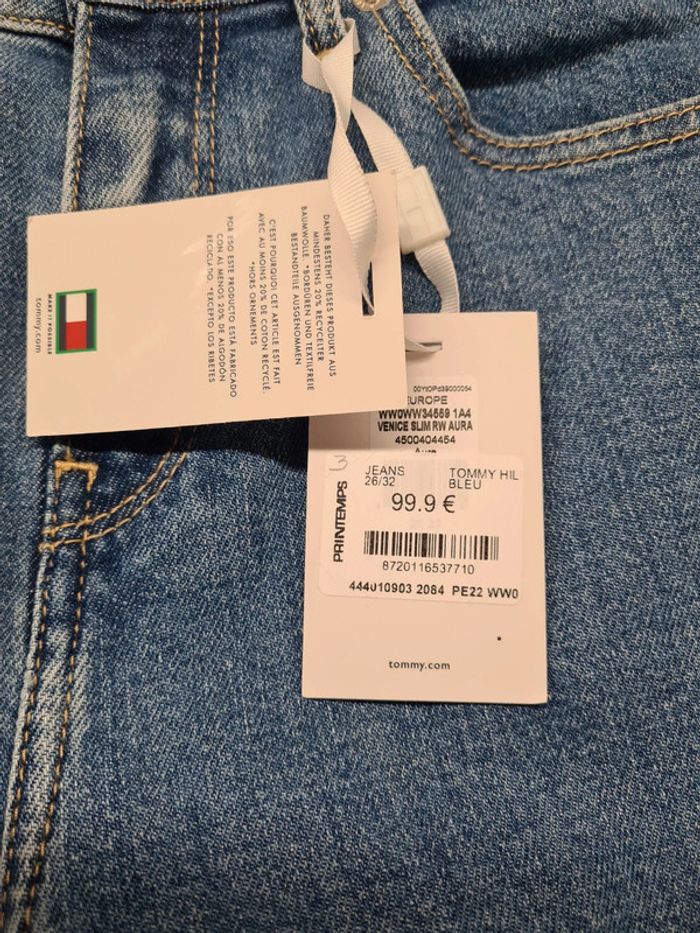 DAHER BESTEHT DIESES PRODUKT AUS
MINDESTENS 20% RECYCELTER
BAUMWOLLE. *BORDÜREN UND TEXTILFREIE
BESTANDTEILE AUSGENOMMEN
C'EST POURQUOI CET ARTICLE EST FAIT
AVEC AU MOINS 20% DE COTON RECYCLÉ.
*HORS ORNEMENTS
POR ESO ESTE PRODUCTO ESTÁ FABRICADO
CON AL MENOS 20% DE ALGODÓN
RECICLADO. *EXCEPTO LOS RIBETES
MAKE IT POSSIBLE
tommy.com
EUROPE
WW0WW34559 1A4
VENICE SLIM RW AURA
4500404454
3
PRINTEMPS
JEANS TOMMY HIL
26/32 BLEU
99.9 €
8720116537710
444010903 2084 PE22 WW0
tommy.com